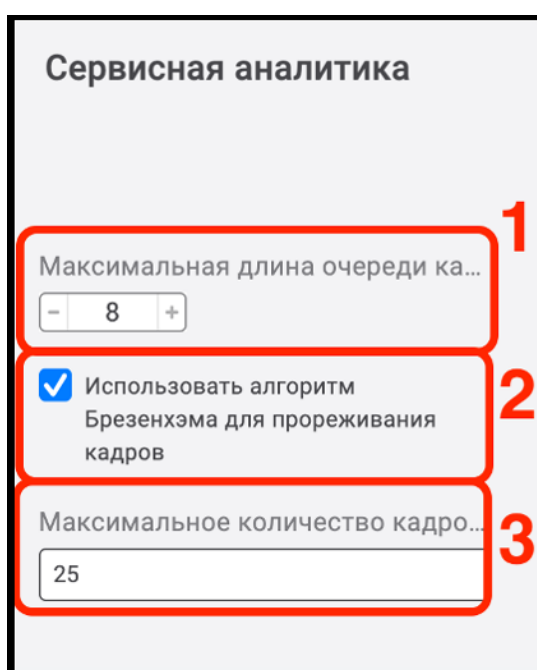 Сервисная аналитика
1
Максимальная длина очереди ка...
- 8 +
2
Использовать алгоритм
Брезенхэма для прореживания
кадров
Максимальное количество кадро...
3
25